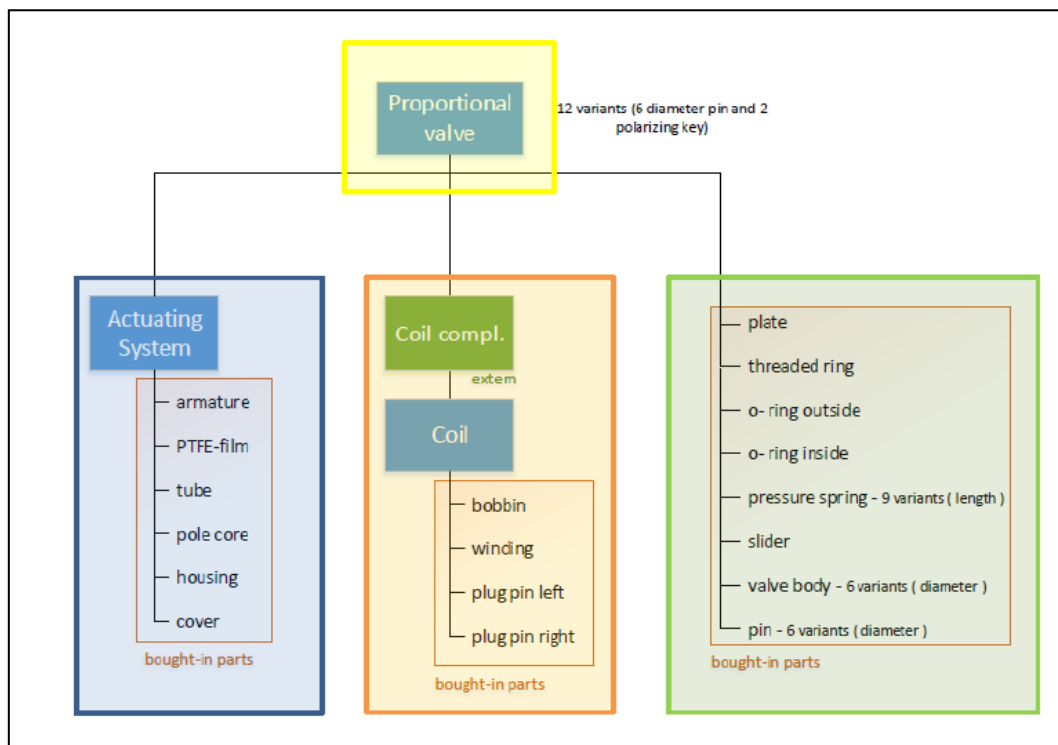 Proportional
valve
12 variants (6 diameter pin and 2
polarizing key)
Actuating
System
armature
PTFE-film
tube
pole core
housing
cover
bought-in parts
Coil compl.
extern
Coil
bobbin
winding
plug pin left
plug pin right
bought-in parts
plate
threaded ring
o- ring outside
o- ring inside
pressure spring - 9 variants ( length )
slider
valve body - 6 variants ( diameter )
pin - 6 variants ( diameter )
bought-in parts